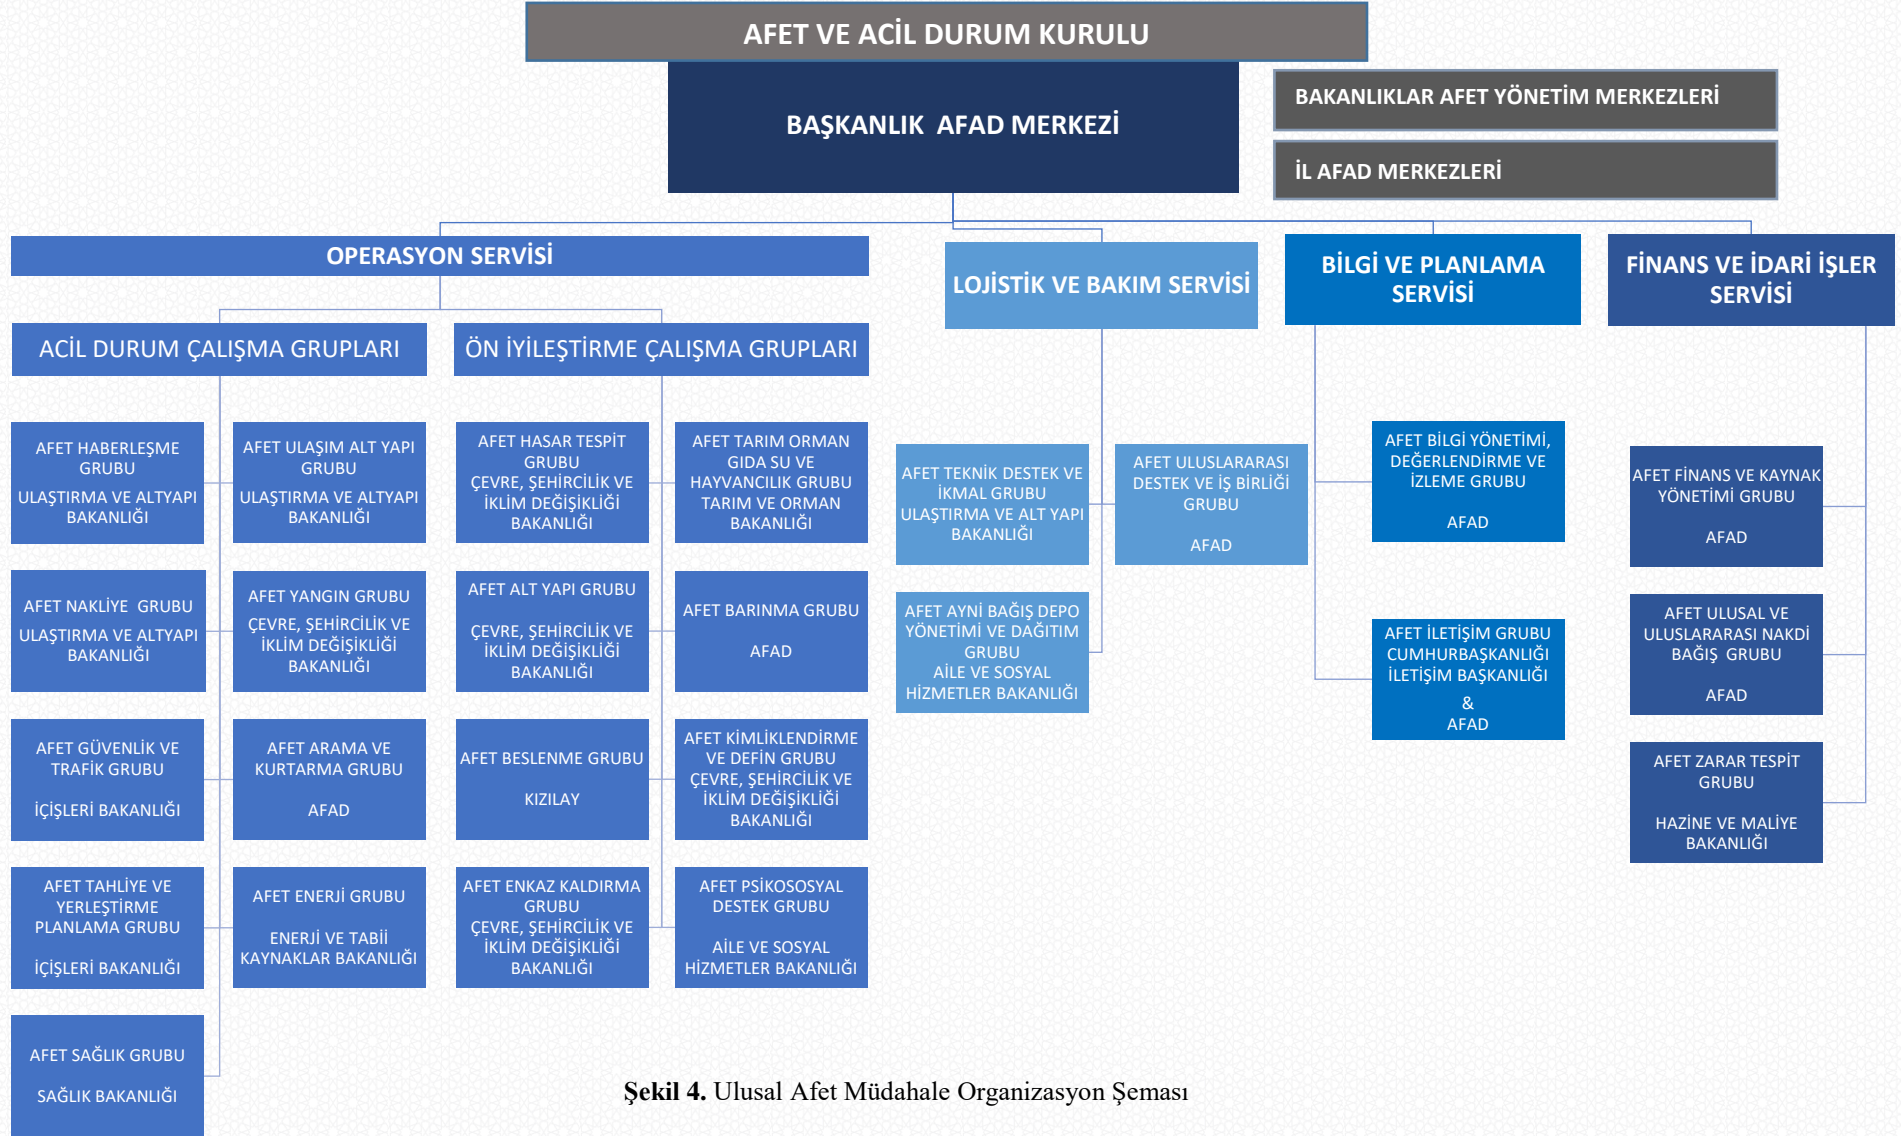 AFET VE ACİL DURUM KURULU
BAŞKANLIK AFAD MERKEZİ
BAKANLIKLAR AFET YÖNETİM MERKEZLERİ
İL AFAD MERKEZLERİ
OPERASYON SERVİSİ
ACİL DURUM ÇALIŞMA GRUPLARI
AFET HABERLEŞME
GRUBU
ULAŞTIRMA VE ALTYAPI
BAKANLIĞI
AFET ULAŞIM ALT YAPI
GRUBU
ULAŞTIRMA VE ALTYAPI
BAKANLIĞI
AFET NAKLİYE GRUBU
ULAŞTIRMA VE ALTYAPI
BAKANLIĞI
AFET YANGIN GRUBU
ÇEVRE, ŞEHİRCİLİK VE
İKLİM DEĞİŞİKLİĞİ
BAKANLIĞI
AFET GÜVENLİK VE
TRAFİK GRUBU
İÇİŞLERİ BAKANLIĞI
AFET ARAMA VE
KURTARMA GRUBU
AFAD
AFET TAHLİYE VE
YERLEŞTİRME
PLANLAMA GRUBU
İÇİŞLERİ BAKANLIĞI
AFET ENERJİ GRUBU
ENERJİ VE TABİİ
KAYNAKLAR BAKANLIĞI
AFET SAĞLIK GRUBU
SAĞLIK BAKANLIĞI
ÖN İYİLEŞTİRME ÇALIŞMA GRUPLARI
AFET HASAR TESPİT
GRUBU
ÇEVRE, ŞEHİRCİLİK VE
İKLİM DEĞİŞİKLİĞİ
BAKANLIĞI
AFET TARIM ORMAN
GIDA SU VE
HAYVANCILIK GRUBU
TARIM VE ORMAN
BAKANLIĞI
AFET ALT YAPI GRUBU
ÇEVRE, ŞEHİRCİLİK VE
İKLİM DEĞİŞİKLİĞİ
BAKANLIĞI
AFET BARINMA GRUBU
AFAD
AFET BESLENME GRUBU
KIZILAY
AFET KİMLİKLENDİRME
VE DEFİN GRUBU
ÇEVRE, ŞEHİRCİLİK VE
İKLİM DEĞİŞİKLİĞİ
BAKANLIĞI
AFET ENKAZ KALDIRMA
GRUBU
ÇEVRE, ŞEHİRCİLİK VE
İKLİM DEĞİŞİKLİĞİ
BAKANLIĞI
AFET PSİKOSOSYAL
DESTEK GRUBU
AİLE VE SOSYAL
HİZMETLER BAKANLIĞI
LOJİSTİK VE BAKIM SERVİSİ
AFET TEKNİK DESTEK VE
İKMAL GRUBU
ULAŞTIRMA VE ALT YAPI
BAKANLIĞI
AFET ULUSLARARASI
DESTEK VE İŞ BİRLİĞİ
GRUBU
AFAD
AFET AYNİ BAĞIŞ DEPO
YÖNETİMİ VE DAĞITIM
GRUBU
AİLE VE SOSYAL
HİZMETLER BAKANLIĞI
BİLGİ VE PLANLAMA
SERVİSİ
AFET BİLGİ YÖNETİMİ,
DEĞERLENDİRME VE
İZLEME GRUBU
AFAD
AFET İLETİŞİM GRUBU
CUMHURBAŞKANLIĞI
İLETİŞİM BAŞKANLIĞI
&
AFAD
FİNANS VE İDARİ İŞLER
SERVİSİ
AFET FİNANS VE KAYNAK
YÖNETİMİ GRUBU
AFAD
AFET ULUSAL VE
ULUSLARARASI NAKDİ
BAĞIŞ GRUBU
AFAD
AFET ZARAR TESPİT
GRUBU
HAZİNE VE MALİYE
BAKANLIĞI
Şekil 4. Ulusal Afet Müdahale Organizasyon Şeması